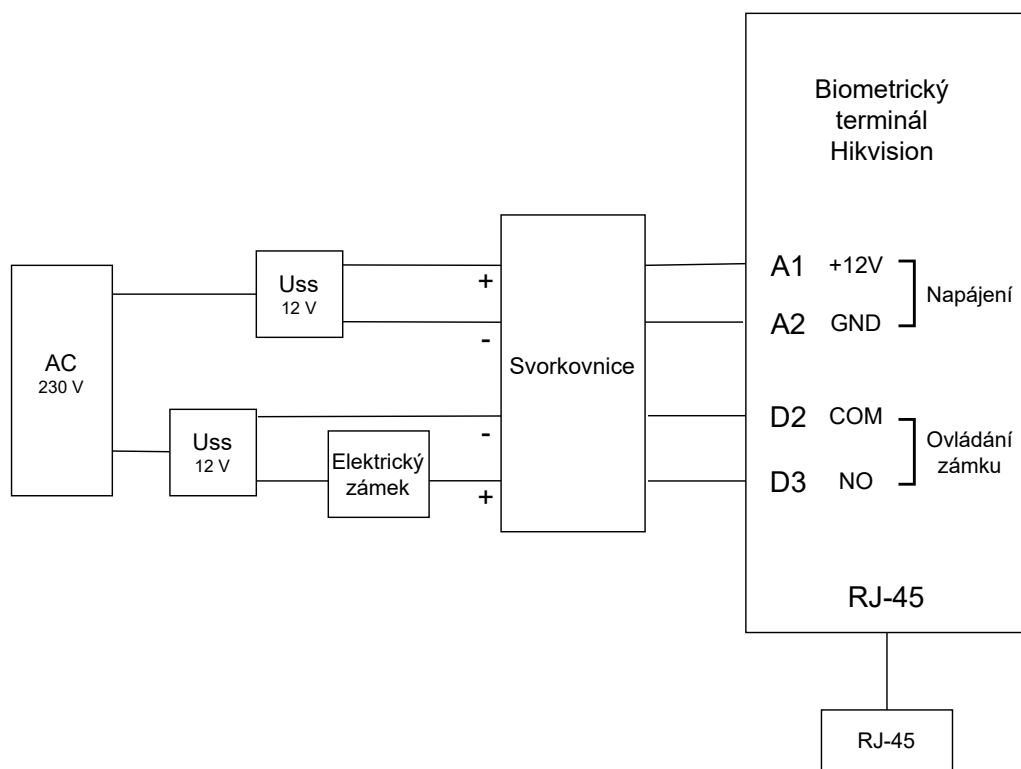 Biometrický
terminál
Hikvision
A1 +12V
Napájení
A2 GND
Uss
12 V
+
-
AC
230 V
Svorkovnice
Uss
12 V
-
Elektrický
zámek
+
D2 COM
Ovládání
zámku
D3 NO
RJ-45
RJ-45